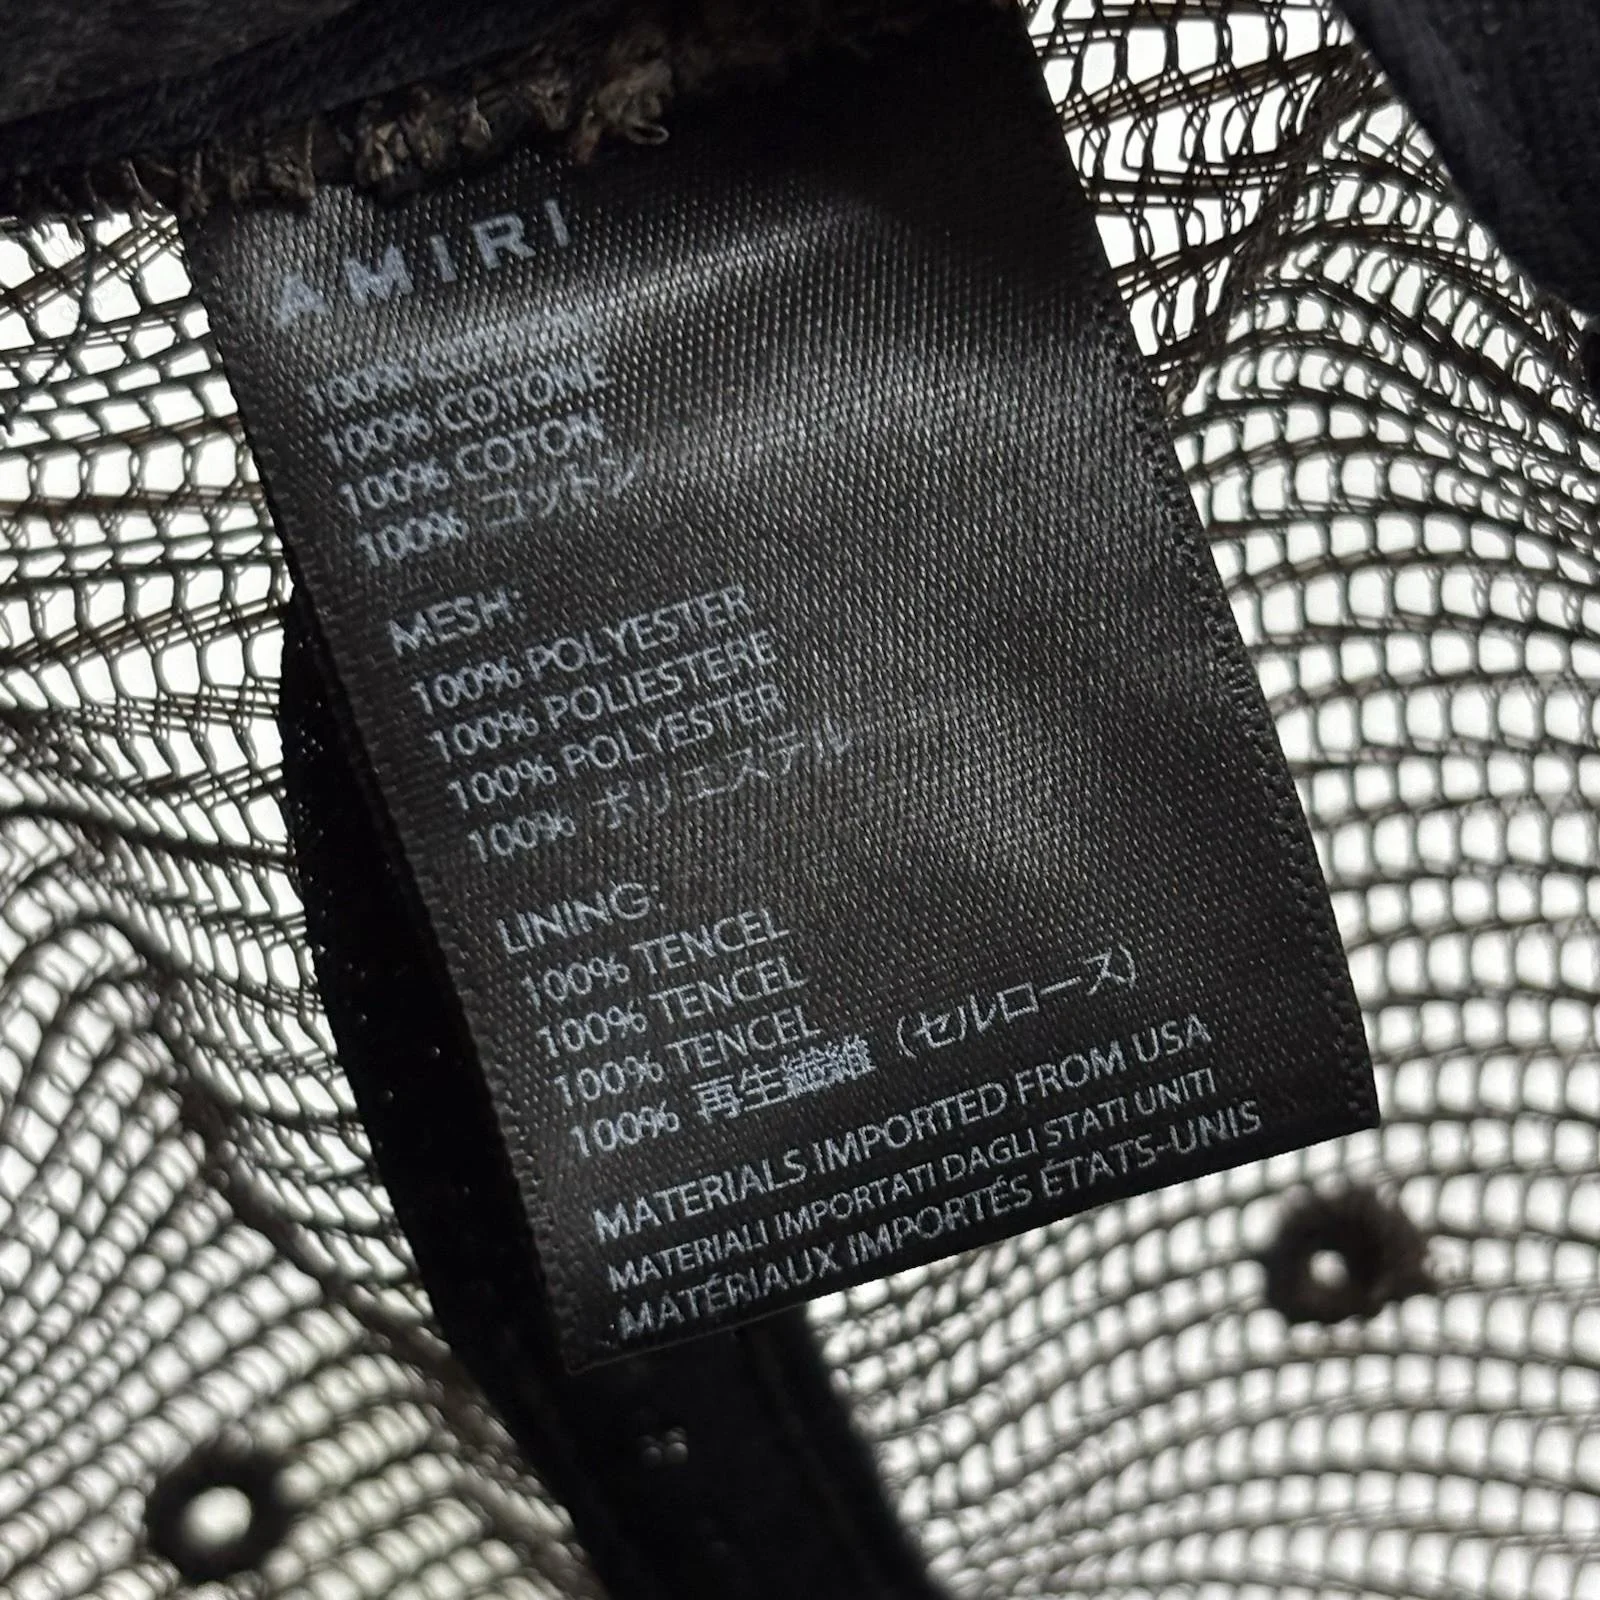 AMIRI
100% COTTON
100% COTONE
100% COTON
100% コットン
MESH:
100% POLYESTER
100% POLIESTERE
100% POLYESTER
100% ポリエステル
LINING:
100% TENCEL
100% TENCEL
100% TENCEL
100% 再生繊維 (セルロース)
MATERIALS IMPORTED FROM USA
MATERIALI IMPORTATI DAGLI STATI UNITI
MATÉRIAUX IMPORTÉS ÉTATS-UNIS